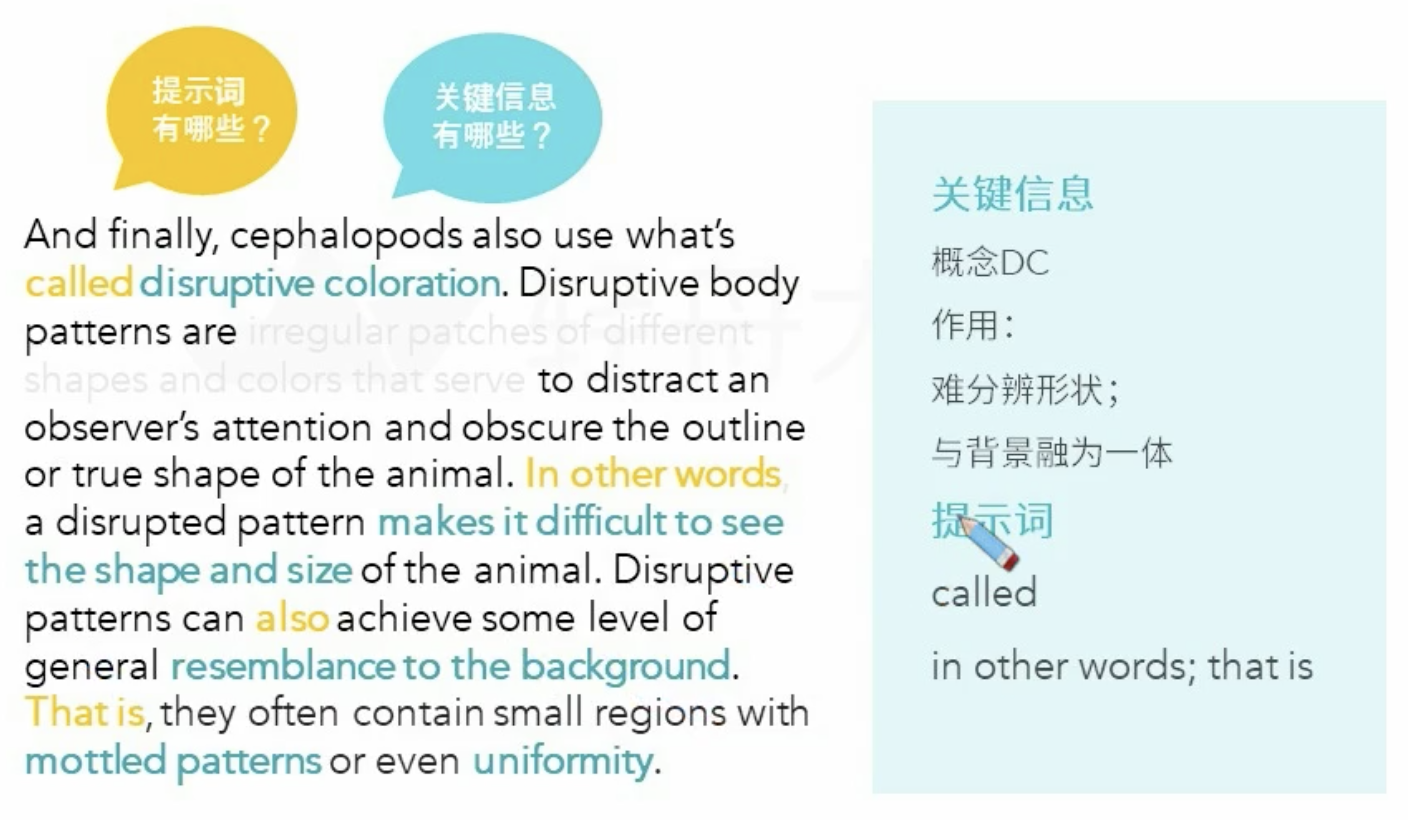 提示词
有哪些？
关键信息
有哪些？
And finally, cephalopods also use what's
called disruptive coloration. Disruptive body
patterns are irregular patches of different
shapes and colors that serve to distract an
observer's attention and obscure the outline
or true shape of the animal. In other words,
a disrupted pattern makes it difficult to see
the shape and size of the animal. Disruptive
patterns can also achieve some level of
general resemblance to the background.
That is, they often contain small regions with
mottled patterns or even uniformity.
关键信息
概念DC
作用：
难分辨形状；
与背景融为一体
提示词
called
in other words; that is